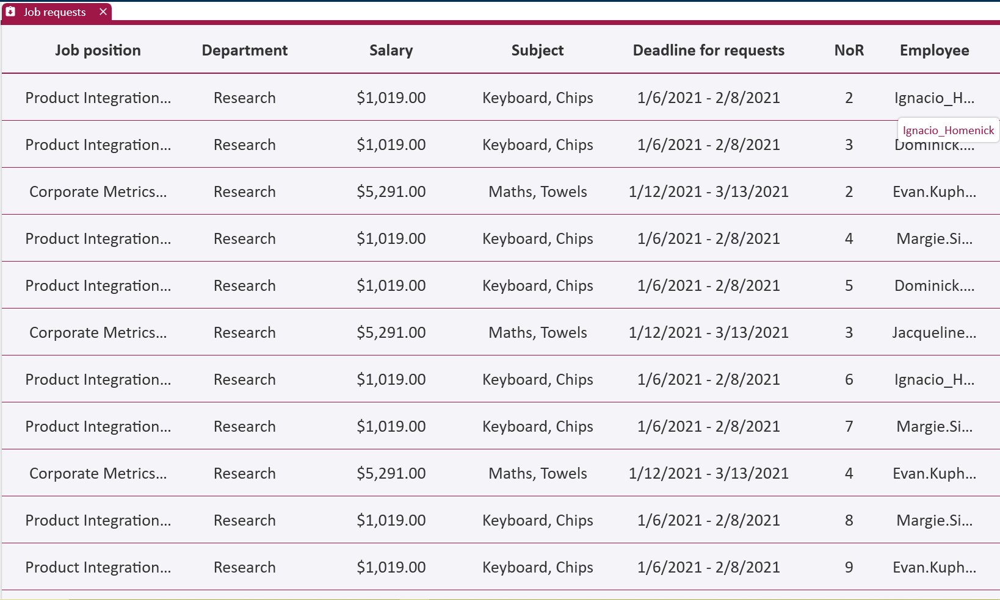 Job requests
Job position Department Salary Subject Deadline for requests NoR Employee
Product Integration... Research $1,019.00 Keyboard, Chips 1/6/2021 - 2/8/2021 2 Ignacio_H...
Ignacio_Homenick
Product Integration... Research $1,019.00 Keyboard, Chips 1/6/2021 - 2/8/2021 3 Dominick....
Corporate Metrics... Research $5,291.00 Maths, Towels 1/12/2021 - 3/13/2021 2 Evan.Kuph...
Product Integration... Research $1,019.00 Keyboard, Chips 1/6/2021 - 2/8/2021 4 Margie.Si...
Product Integration... Research $1,019.00 Keyboard, Chips 1/6/2021 - 2/8/2021 5 Dominick....
Corporate Metrics... Research $5,291.00 Maths, Towels 1/12/2021 - 3/13/2021 3 Jacqueline...
Product Integration... Research $1,019.00 Keyboard, Chips 1/6/2021 - 2/8/2021 6 Ignacio_H...
Product Integration... Research $1,019.00 Keyboard, Chips 1/6/2021 - 2/8/2021 7 Margie.Si...
Corporate Metrics... Research $5,291.00 Maths, Towels 1/12/2021 - 3/13/2021 4 Evan.Kuph...
Product Integration... Research $1,019.00 Keyboard, Chips 1/6/2021 - 2/8/2021 8 Margie.Si...
Product Integration... Research $1,019.00 Keyboard, Chips 1/6/2021 - 2/8/2021 9 Evan.Kuph...